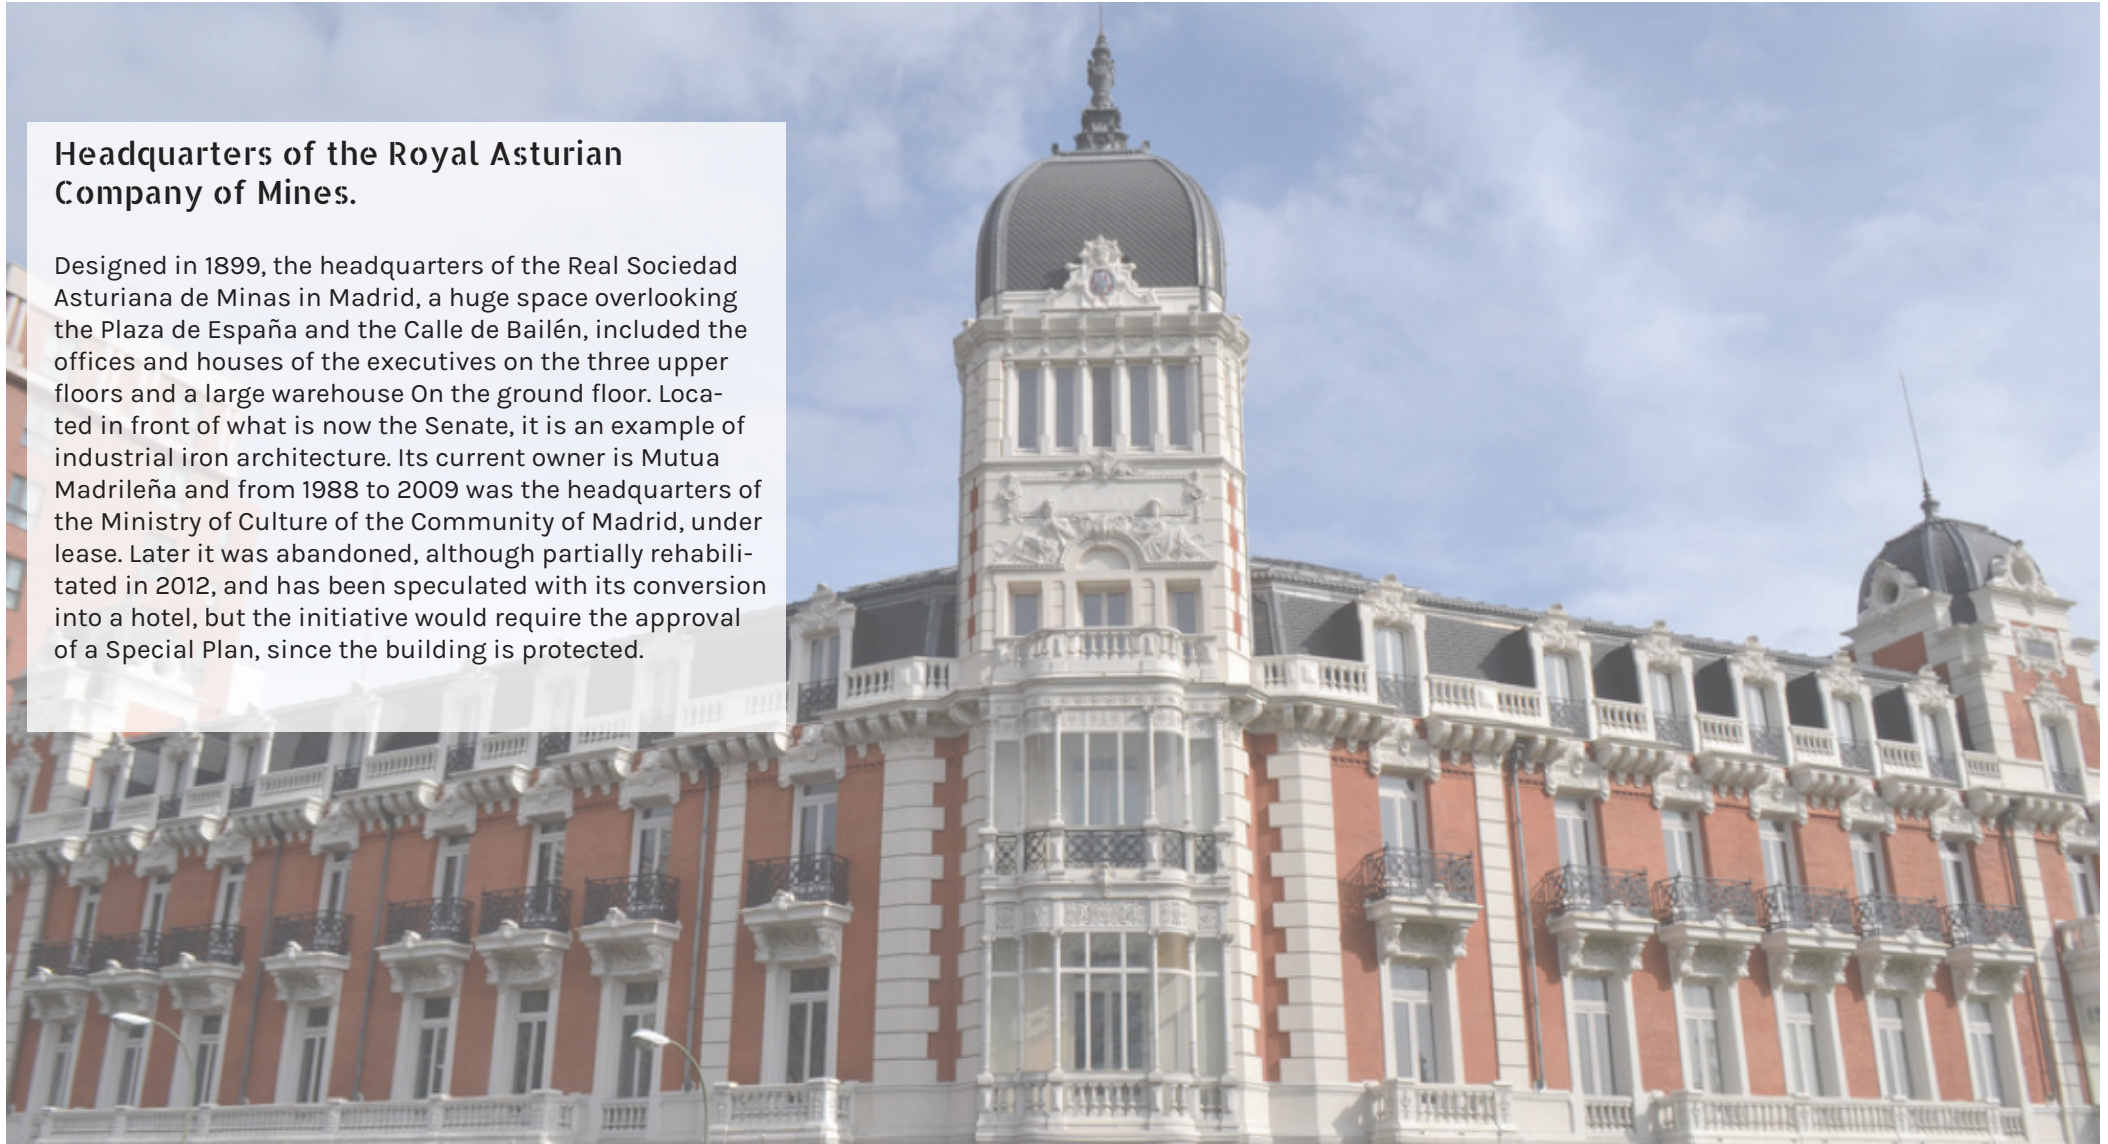 Headquarters of the Royal Asturian
Company of Mines.
Designed in 1899, the headquarters of the Real Sociedad
Asturiana de Minas in Madrid, a huge space overlooking
the Plaza de España and the Calle de Bailén, included the
offices and houses of the executives on the three upper
floors and a large warehouse On the ground floor. Loca-
ted in front of what is now the Senate, it is an example of
industrial iron architecture. Its current owner is Mutua
Madrileña and from 1988 to 2009 was the headquarters of
the Ministry of Culture of the Community of Madrid, under
lease. Later it was abandoned, although partially rehabili-
tated in 2012, and has been speculated with its conversion
into a hotel, but the initiative would require the approval
of a Special Plan, since the building is protected.